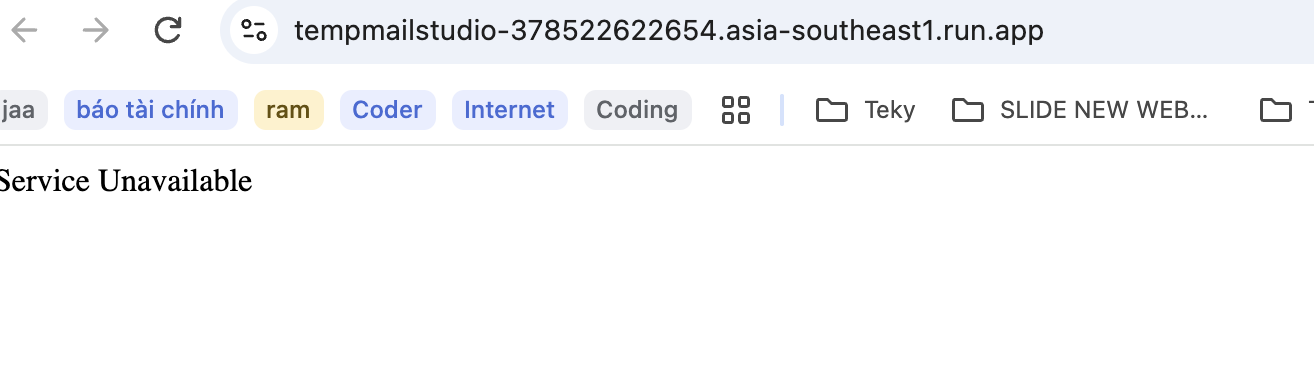 tempmailstudio-378522622654.asia-southeast1.run.app
jaa báo tài chính ram Coder Internet Coding Teky SLIDE NEW WEB...
Service Unavailable